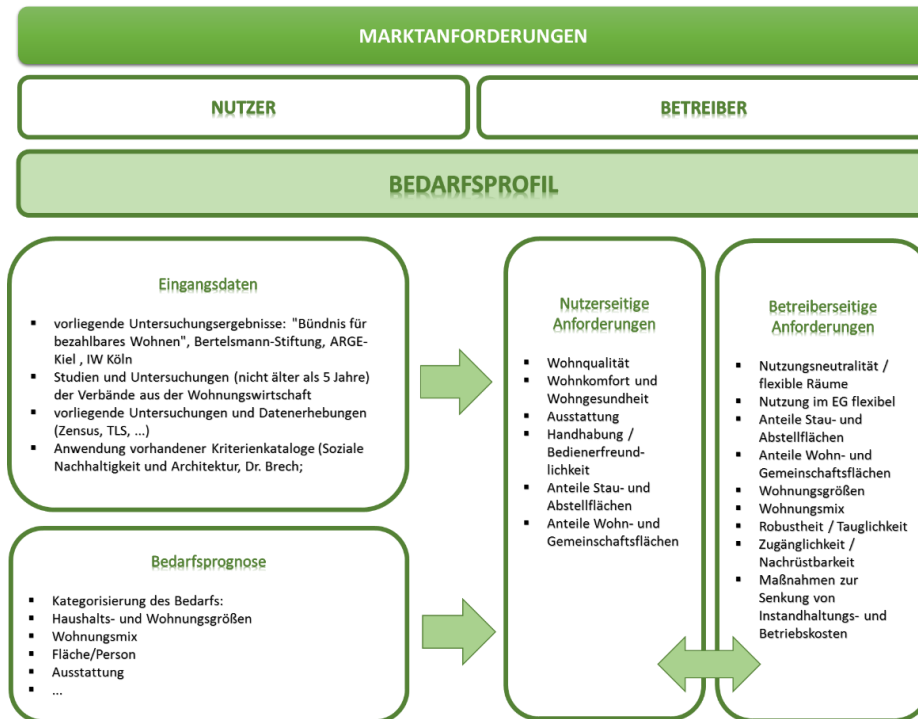 MARKTANFORDERUNGEN
NUTZER
BETREIBER
BEDARFSPROFIL
Eingangsdaten
▪ vorliegende Untersuchungsergebnisse: "Bündnis für
bezahlbares Wohnen", Bertelsmann-Stiftung, ARGE-
Kiel , IW Köln
▪ Studien und Untersuchungen (nicht älter als 5 Jahre)
der Verbände aus der Wohnungswirtschaft
▪ vorliegende Untersuchungen und Datenerhebungen
(Zensus, TLS, ...)
▪ Anwendung vorhandener Kriterienkataloge (Soziale
Nachhaltigkeit und Architektur, Dr. Brech;
Bedarfsprognose
▪ Kategorisierung des Bedarfs:
▪ Haushalts- und Wohnungsgrößen
▪ Wohnungsmix
▪ Fläche/Person
▪ Ausstattung
▪ ...
Nutzerseitige
Anforderungen
▪ Wohnqualität
▪ Wohnkomfort und
Wohngesundheit
▪ Ausstattung
▪ Handhabung /
Bedienerfreund-
lichkeit
▪ Anteile Stau- und
Abstellflächen
▪ Anteile Wohn- und
Gemeinschaftsflächen
Betreiberseitige
Anforderungen
▪ Nutzungsneutralität /
flexible Räume
▪ Nutzung im EG flexibel
▪ Anteile Stau- und
Abstellflächen
▪ Anteile Wohn- und
Gemeinschaftsflächen
▪ Wohnungsgrößen
▪ Wohnungsmix
▪ Robustheit / Tauglichkeit
▪ Zugänglichkeit /
Nachrüstbarkeit
▪ Maßnahmen zur
Senkung von
Instandhaltungs- und
Betriebskosten